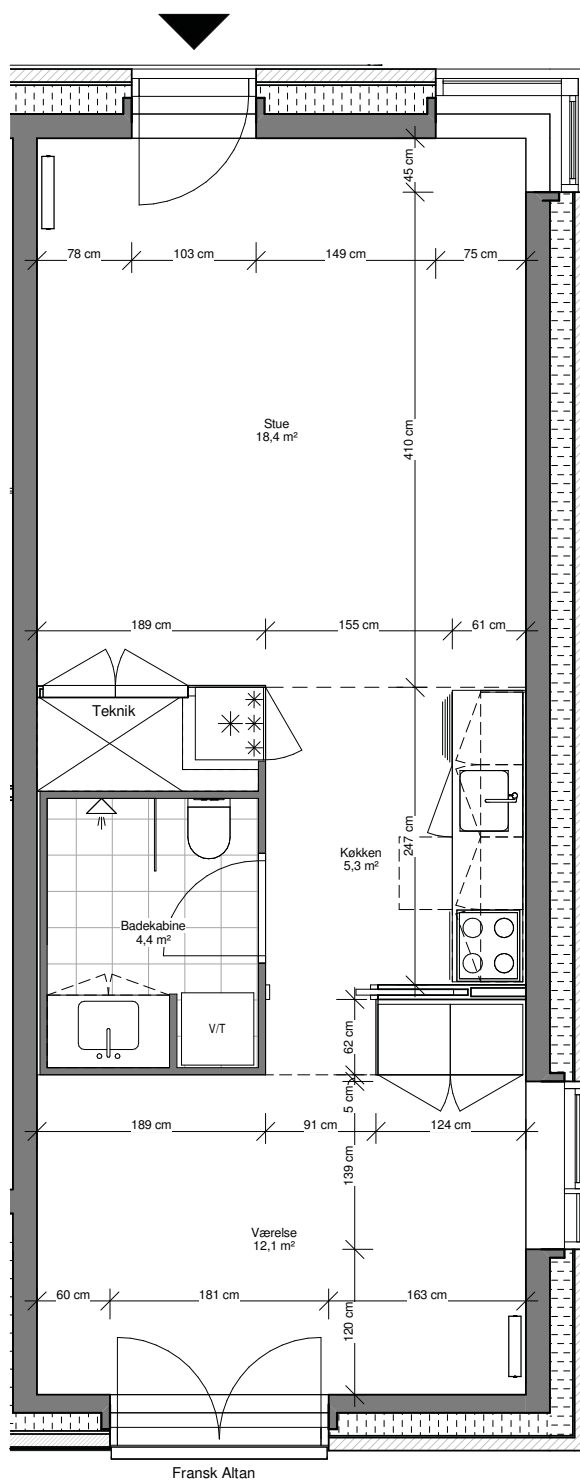 45 cm
78 cm
103 cm
149 cm
75 cm
Stue
18,4 m²
410 cm
189 cm
155 cm
61 cm
Teknik
247 cm
Køkken
5,3 m²
Badekabine
4,4 m²
V/T
62 cm
5 cm
189 cm
91 cm
124 cm
139 cm
Værelse
12,1 m²
60 cm
181 cm
163 cm
120 cm
Fransk Altan